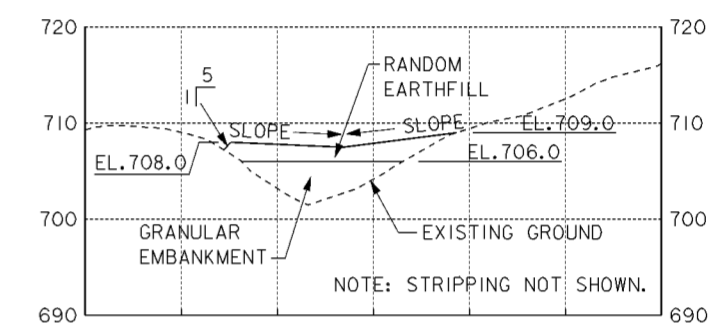 720
720
RANDOM
EARTHFILL
5
1
710
SLOPE
SLOPE
EL.709.0
710
EL.708.0
EL.706.0
700
GRANULAR
EMBANKMENT
EXISTING GROUND
700
NOTE: STRIPPING NOT SHOWN.
690
690